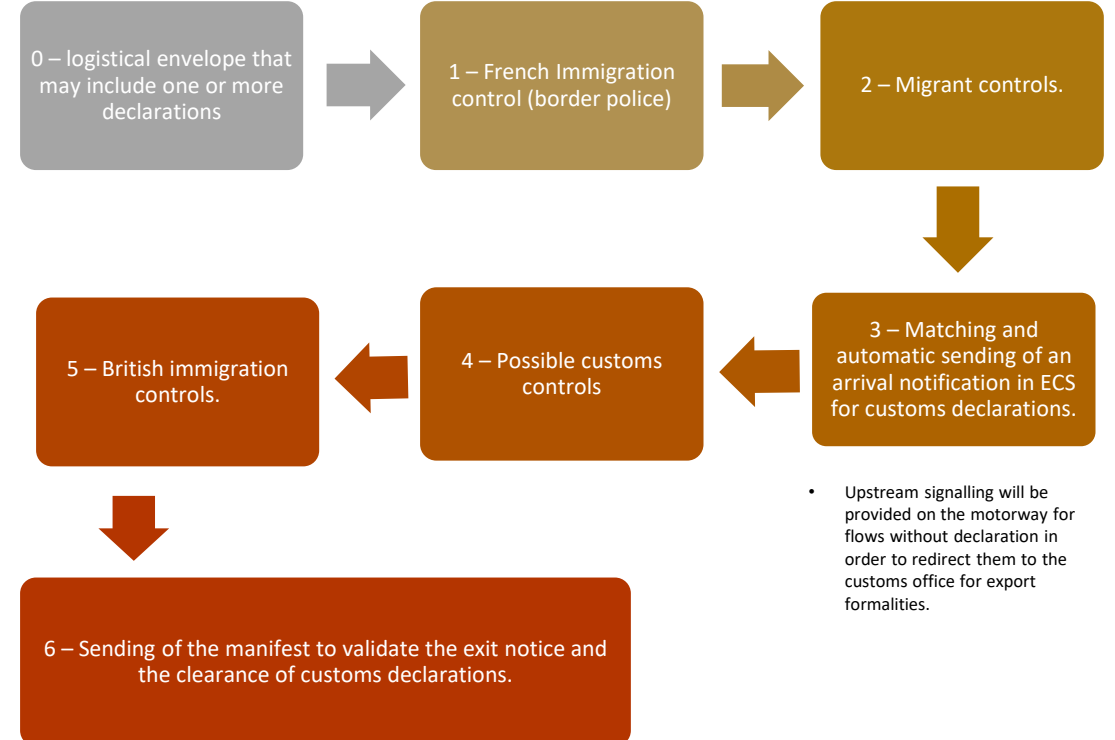 0 – logistical envelope that
may include one or more
declarations
1 – French Immigration
control (border police)
2 – Migrant controls.
3 – Matching and
automatic sending of an
arrival notification in ECS
for customs declarations.
4 – Possible customs
controls
5 – British immigration
controls.
• Upstream signalling will be
provided on the motorway for
flows without declaration in
order to redirect them to the
customs office for export
formalities.
6 – Sending of the manifest to validate the exit notice and
the clearance of customs declarations.